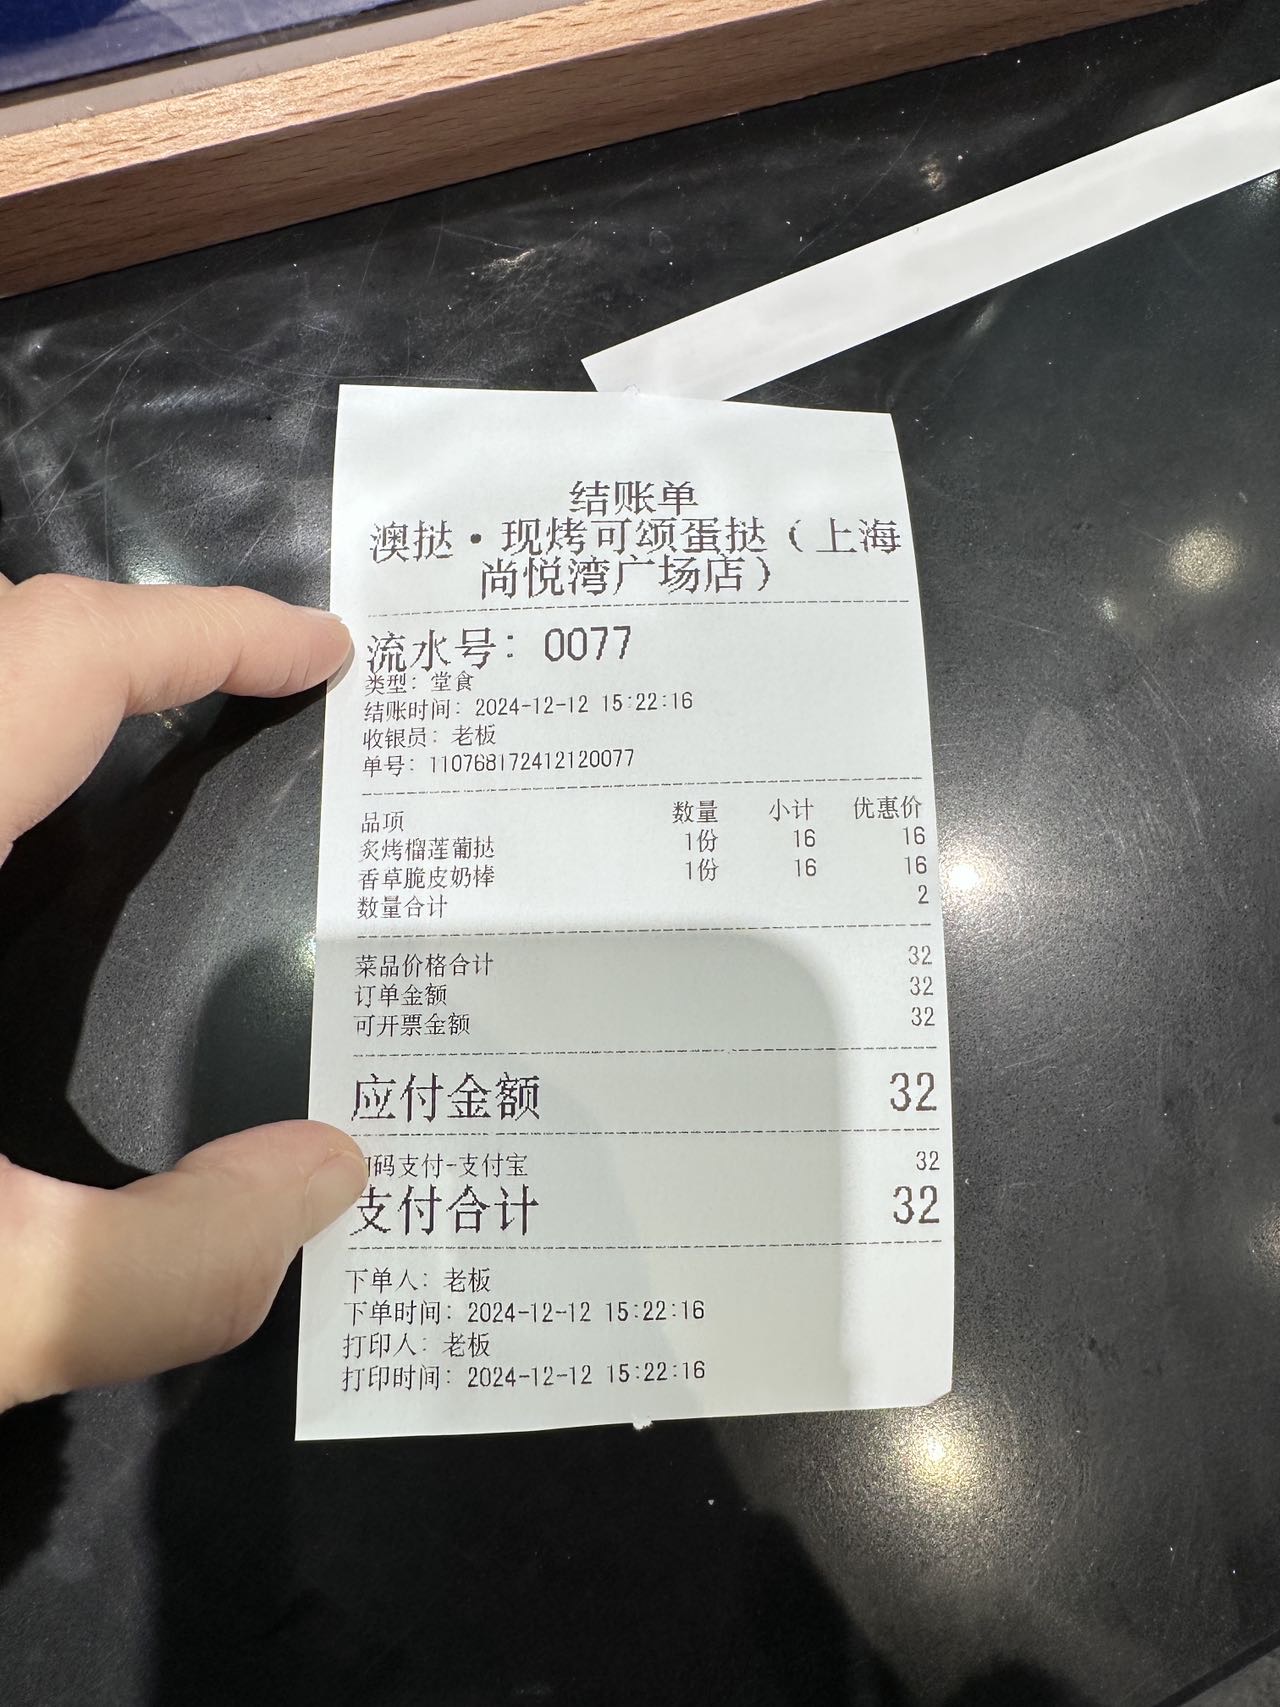 结账单
澳挞·现烤可颂蛋挞（上海
尚悦湾广场店）
流水号：0077
类型：堂食
结账时间：2024-12-12 15:22:16
收银员：老板
单号：110768172412120077
品项 数量 小计 优惠价
炙烤榴莲葡挞 1份 16 16
香草脆皮奶棒 1份 16 16
数量合计 2
菜品价格合计 32
订单金额 32
可开票金额 32
应付金额 32
码支付-支付宝 32
支付合计 32
下单人：老板
下单时间：2024-12-12 15:22:16
打印人：老板
打印时间：2024-12-12 15:22:16